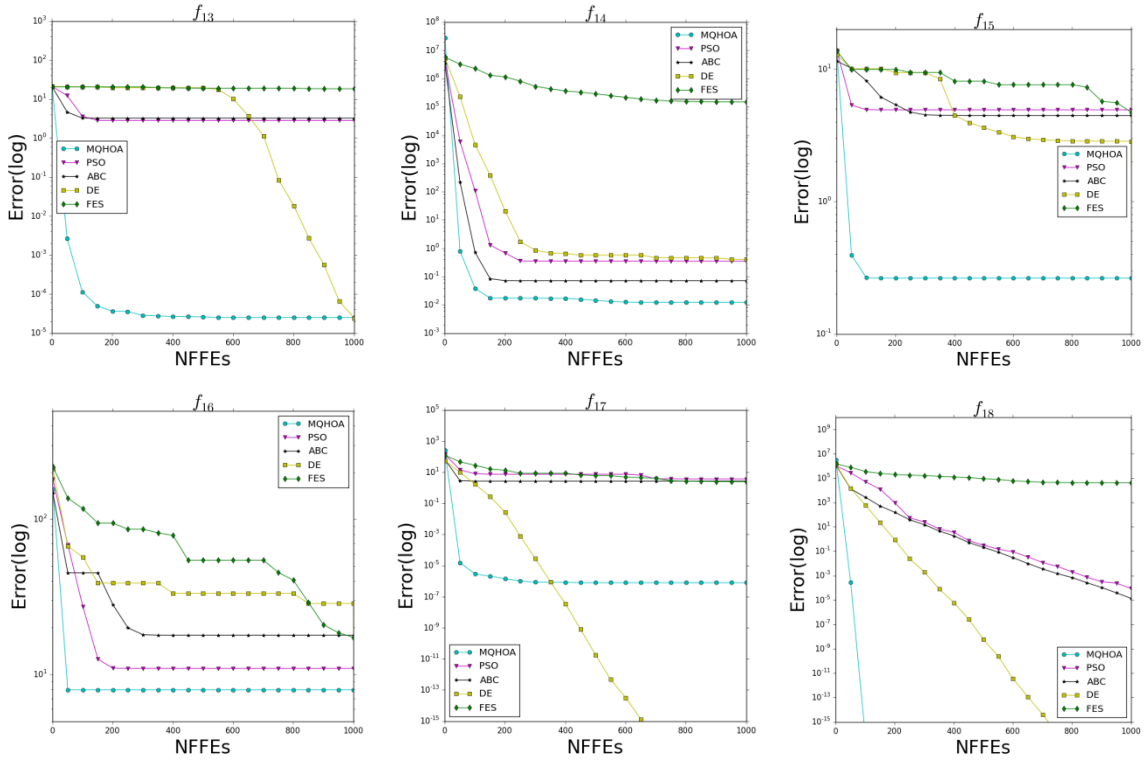 f13
Error(log)
10^3
10^2
10^1
10^0
10^-1
10^-2
10^-3
10^-4
10^-5
MQHOA
PSO
ABC
DE
FES
0 200 400 600 800 1000
NFFEs
f14
Error(log)
10^8
10^7
10^6
10^5
10^4
10^3
10^2
10^1
10^0
10^-1
10^-2
10^-3
MQHOA
PSO
ABC
DE
FES
0 200 400 600 800 1000
NFFEs
f15
Error(log)
10^1
10^0
10^-1
MQHOA
PSO
ABC
DE
FES
0 200 400 600 800 1000
NFFEs
f16
Error(log)
10^2
10^1
MQHOA
PSO
ABC
DE
FES
0 200 400 600 800 1000
NFFEs
f17
Error(log)
10^5
10^3
10^1
10^-1
10^-3
10^-5
10^-7
10^-9
10^-11
10^-13
10^-15
MQHOA
PSO
ABC
DE
FES
0 200 400 600 800 1000
NFFEs
f18
Error(log)
10^9
10^7
10^5
10^3
10^1
10^-1
10^-3
10^-5
10^-7
10^-9
10^-11
10^-13
10^-15
MQHOA
PSO
ABC
DE
FES
0 200 400 600 800 1000
NFFEs